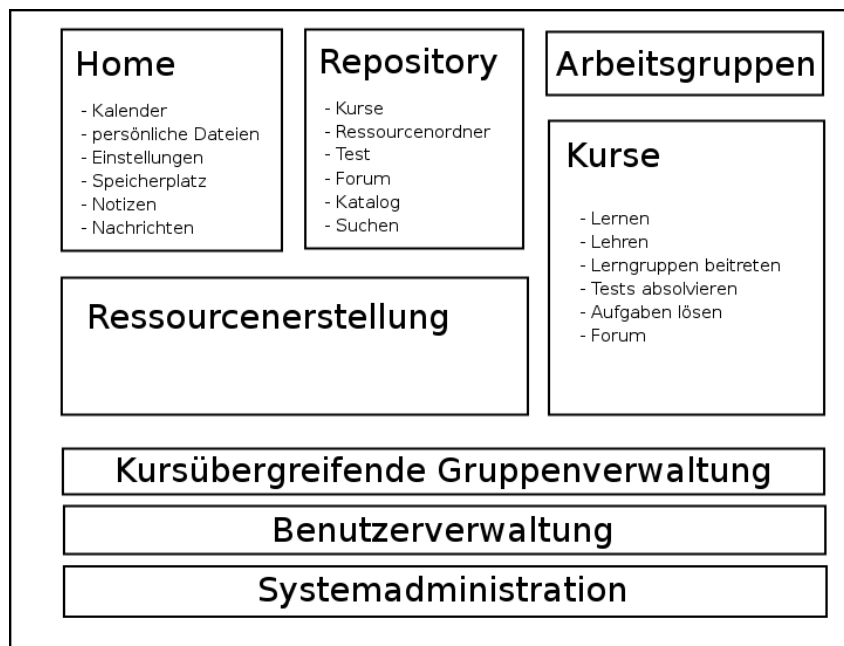 Home
- Kalender
- persönliche Dateien
- Einstellungen
- Speicherplatz
- Notizen
- Nachrichten
Repository
- Kurse
- Ressourcenordner
- Test
- Forum
- Katalog
- Suchen
Arbeitsgruppen
Kurse
- Lernen
- Lehren
- Lerngruppen beitreten
- Tests absolvieren
- Aufgaben lösen
- Forum
Ressourcenerstellung
Kursübergreifende Gruppenverwaltung
Benutzerverwaltung
Systemadministration